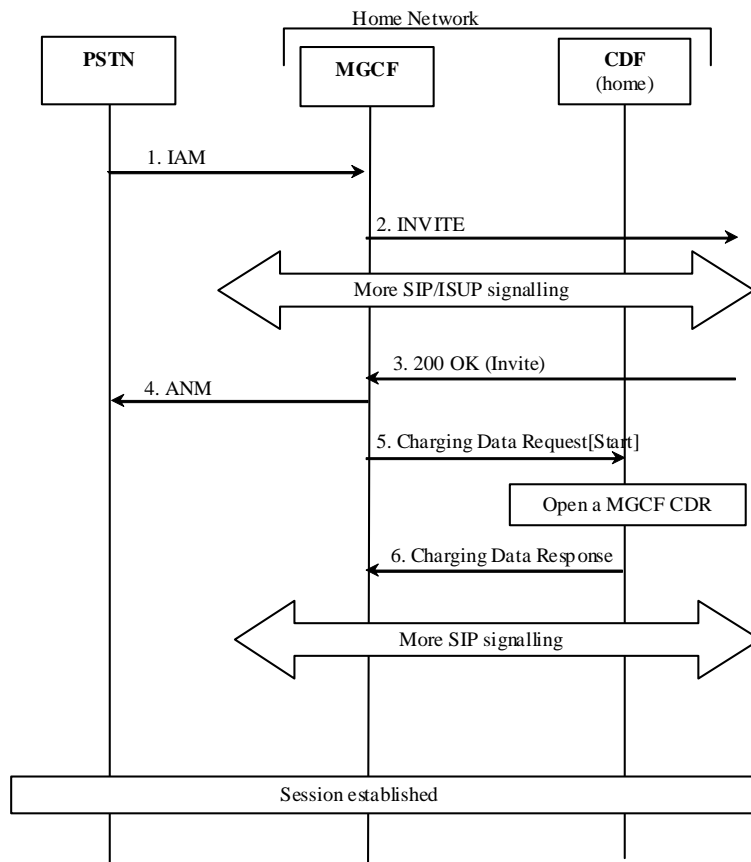 Home Network
PSTN
MGCF
CDF
(home)
1. IAM
2. INVITE
More SIP/ISUP signalling
3. 200 OK (Invite)
4. ANM
5. Charging Data Request[Start]
Open a MGCF CDR
6. Charging Data Response
More SIP signalling
Session established